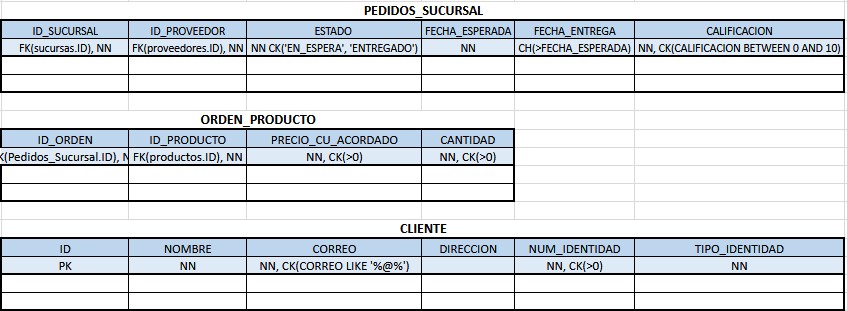 PEDIDOS_SUCURSAL
ID_SUCURSAL ID_PROVEEDOR ESTADO FECHA_ESPERADA FECHA_ENTREGA CALIFICACION
FK(sucursas.ID), NN FK(proveedores.ID), NN NN CK('EN_ESPERA', 'ENTREGADO') NN CH(>FECHA_ESPERADA) NN, CK(CALIFICACION BETWEEN 0 AND 10)
ORDEN_PRODUCTO
ID_ORDEN ID_PRODUCTO PRECIO_CU_ACORDADO CANTIDAD
K(Pedidos_Sucursal.ID), N FK(productos.ID), NN NN, CK(>0) NN, CK(>0)
CLIENTE
ID NOMBRE CORREO DIRECCION NUM_IDENTIDAD TIPO_IDENTIDAD
PK NN NN, CK(CORREO LIKE '%@%') NN, CK(>0) NN